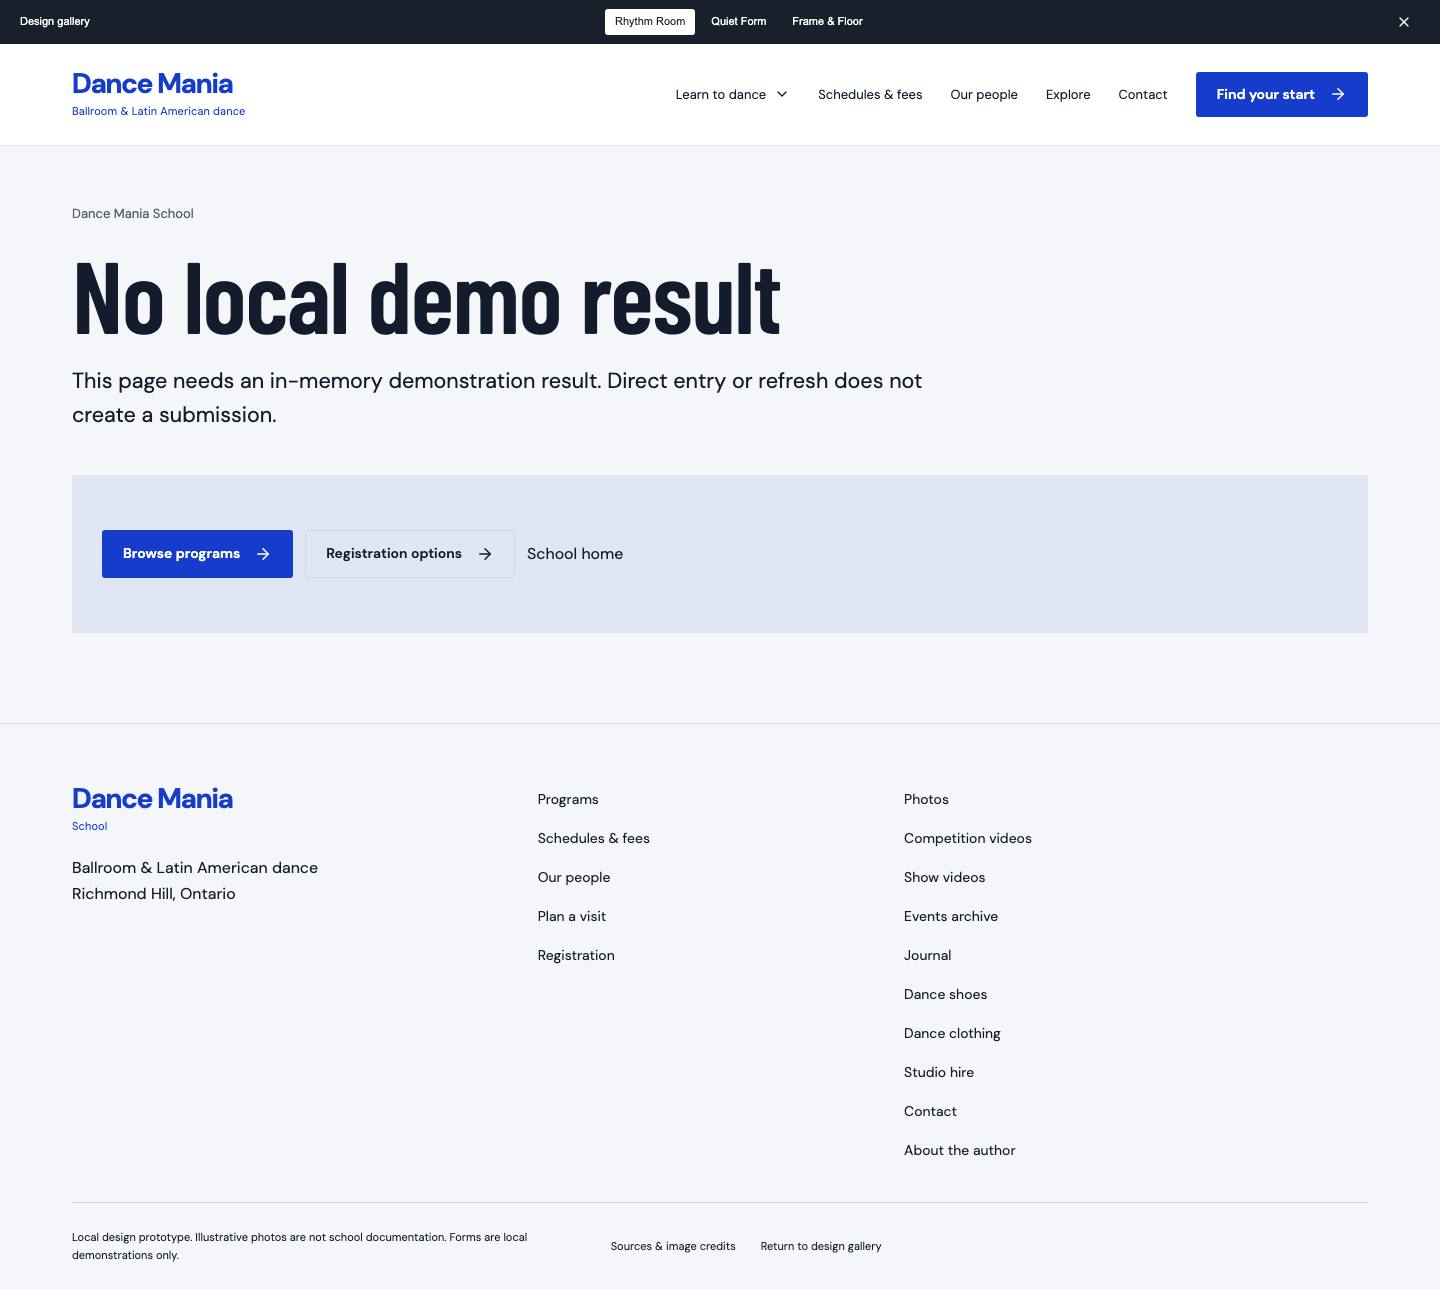 Design gallery
Rhythm Room
Quiet Form
Frame & Floor
Dance Mania
Ballroom & Latin American dance
Learn to dance
Schedules & fees
Our people
Explore
Contact
Find your start
Dance Mania School
No local demo result
This page needs an in-memory demonstration result. Direct entry or refresh does not
create a submission.
Browse programs
Registration options
School home
Dance Mania
School
Ballroom & Latin American dance
Richmond Hill, Ontario
Programs
Schedules & fees
Our people
Plan a visit
Registration
Photos
Competition videos
Show videos
Events archive
Journal
Dance shoes
Dance clothing
Studio hire
Contact
About the author
Local design prototype. Illustrative photos are not school documentation. Forms are local
demonstrations only.
Sources & image credits
Return to design gallery